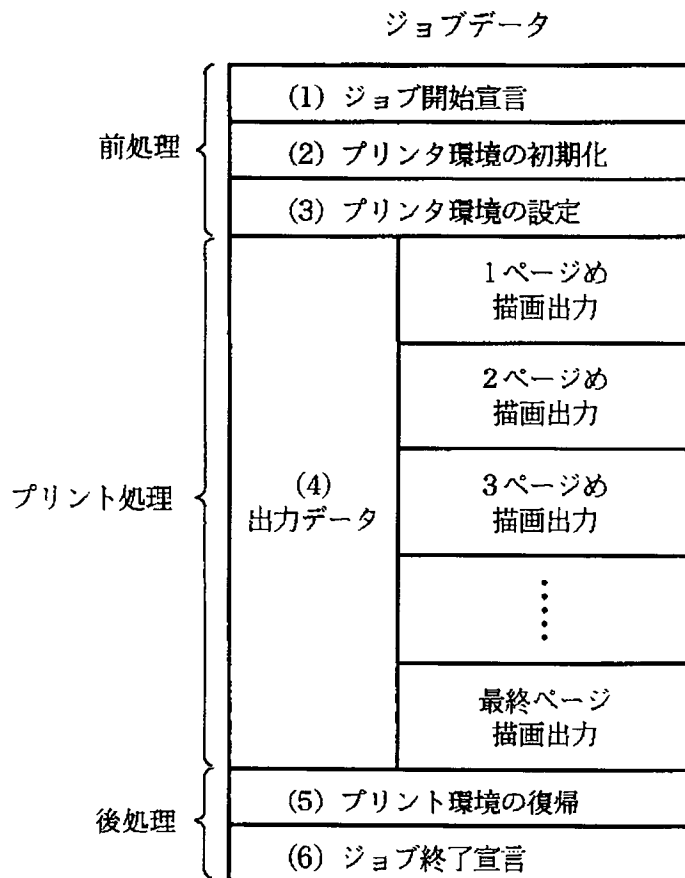 ジョブデータ
前処理
(1) ジョブ開始宣言
(2) プリンタ環境の初期化
(3) プリンタ環境の設定
プリント処理
(4)
出力データ
1ページめ
描画出力
2ページめ
描画出力
3ページめ
描画出力
最終ページ
描画出力
後処理
(5) プリント環境の復帰
(6) ジョブ終了宣言